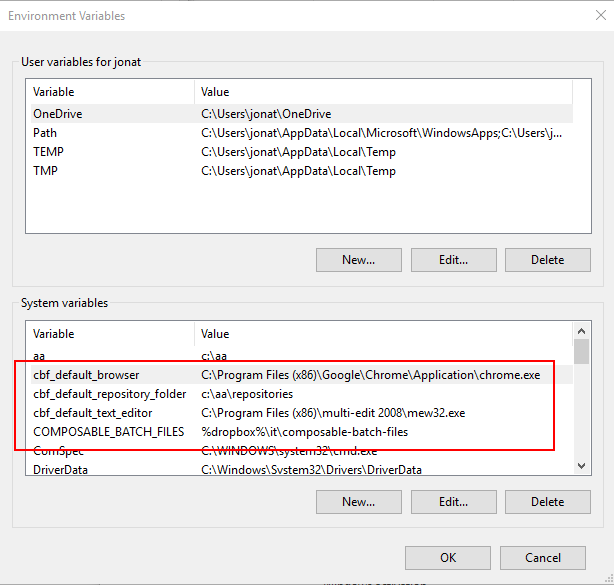 Environment Variables
User variables for jonat
Variable Value
OneDrive C:\Users\jonat\OneDrive
Path C:\Users\jonat\AppData\Local\Microsoft\WindowsApps;C:\Users\j...
TEMP C:\Users\jonat\AppData\Local\Temp
TMP C:\Users\jonat\AppData\Local\Temp
New... Edit... Delete
System variables
Variable Value
aa c:\aa
cbf_default_browser C:\Program Files (x86)\Google\Chrome\Application\chrome.exe
cbf_default_repository_folder c:\aa\repositories
cbf_default_text_editor C:\Program Files (x86)\multi-edit 2008\mew32.exe
COMPOSABLE_BATCH_FILES %dropbox%\it\composable-batch-files
ComSpec C:\WINDOWS\system32\cmd.exe
DriverData C:\Windows\System32\Drivers\DriverData
New... Edit... Delete
OK Cancel